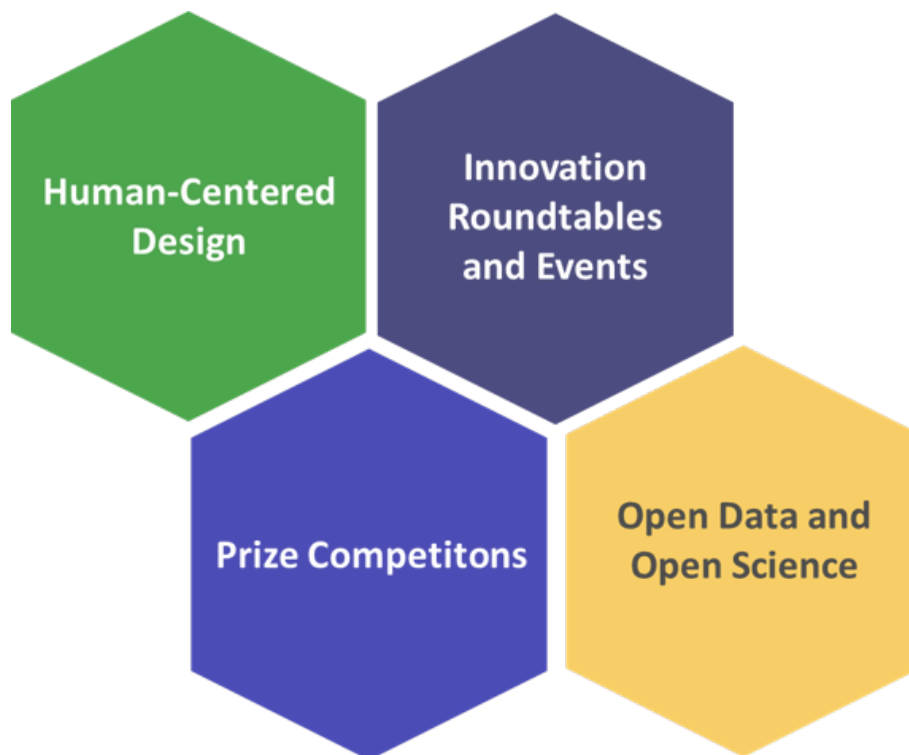 Human-Centered
Design
Innovation
Roundtables
and Events
Prize Competitons
Open Data and
Open Science